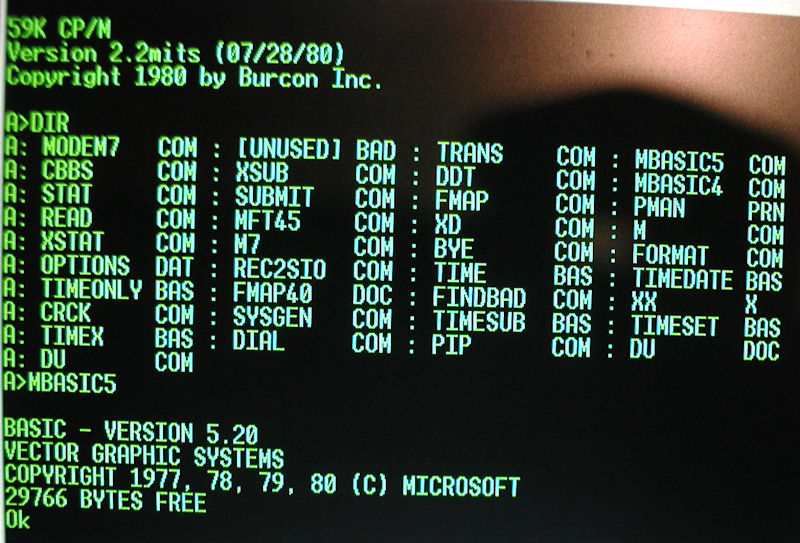 59K CP/M
Version 2.2mits (07/28/80)
Copyright 1980 by Burcon Inc.
A>DIR
A: MODEM7 COM : [UNUSED] BAD : TRANS COM : MBASIC5 COM
A: CBBS COM : XSUB COM : DDT COM : MBASIC4 COM
A: STAT COM : SUBMIT COM : FMAP COM : PMAN PRN
A: READ COM : MFT45 COM : XD COM : M COM
A: XSTAT COM : M7 COM : BYE COM : FORMAT COM
A: OPTIONS DAT : REC2SIO COM : TIME BAS : TIMEDATE BAS
A: TIMEONLY BAS : FMAP40 DOC : FINDBAD COM : XX X
A: CRCK COM : SYSGEN COM : TIMESUB BAS : TIMESET BAS
A: TIMEX BAS : DIAL COM : PIP COM : DU DOC
A: DU COM
A>MBASIC5
BASIC - VERSION 5.20
VECTOR GRAPHIC SYSTEMS
COPYRIGHT 1977, 78, 79, 80 (C) MICROSOFT
29766 BYTES FREE
Ok